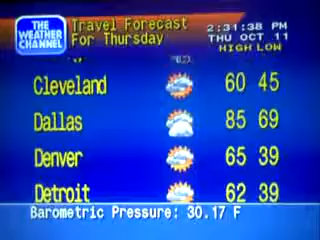 THE WEATHER CHANNEL
Travel Forecast
For Thursday
2:31:38 PM
THU OCT 11
HIGH LOW
Cleveland 60 45
Dallas 85 69
Denver 65 39
Detroit 62 39
Barometric Pressure: 30.17 F